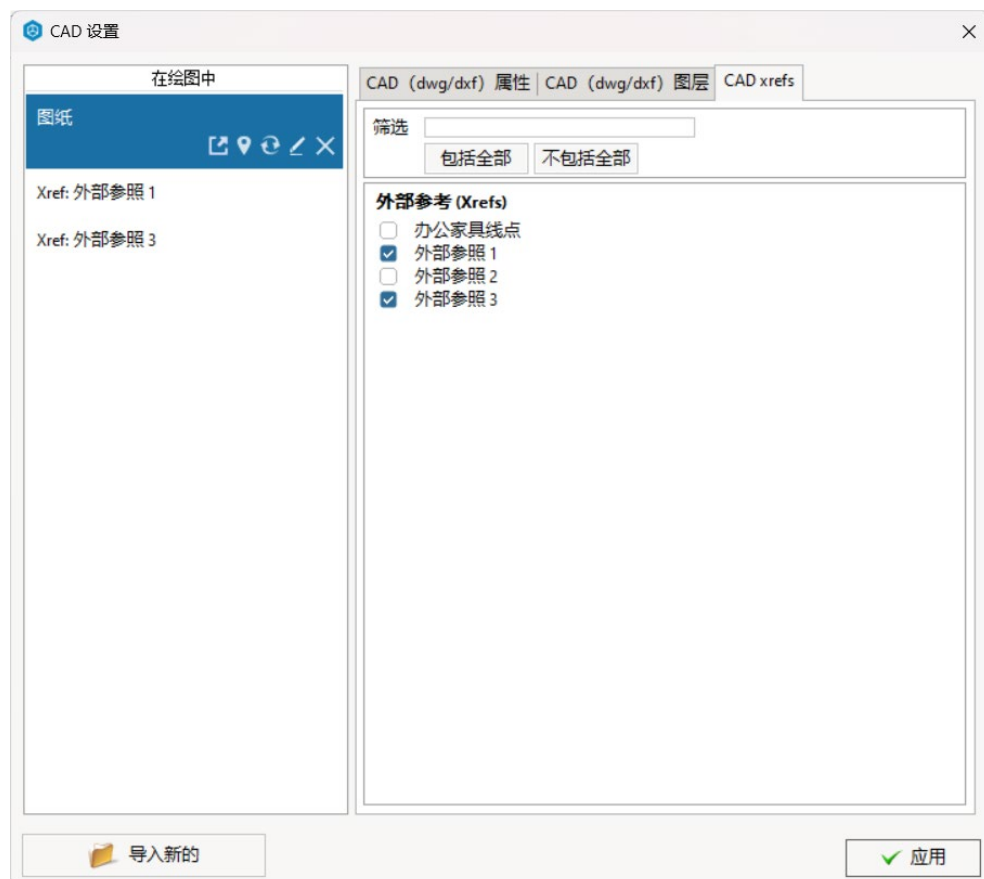 CAD 设置
在绘图中
图纸
Xref: 外部参照 1
Xref: 外部参照 3
CAD（dwg/dxf）属性 CAD（dwg/dxf）图层 CAD xrefs
筛选
包括全部 不包括全部
外部参考 (Xrefs)
办公家具线点
外部参照 1
外部参照 2
外部参照 3
导入新的
应用